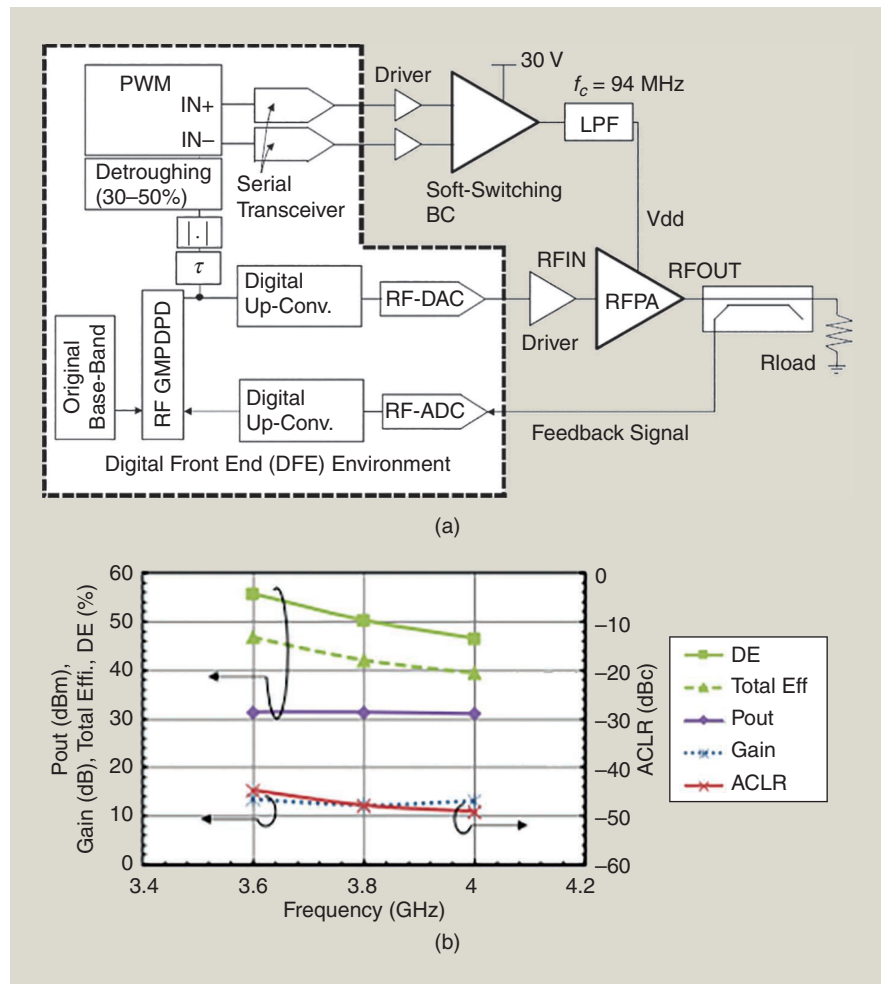 PWM
IN+
IN−
Detroughing
(30–50%)
|.|
τ
Serial
Transceiver
Driver
30 V
Soft-Switching
BC
fc = 94 MHz
LPF
Vdd
Digital
Up-Conv.
RF-DAC
RFIN
Driver
RFPA
RFOUT
Rload
Original
Base-Band
RF GMPDPD
Digital
Up-Conv.
RF-ADC
Feedback Signal
Digital Front End (DFE) Environment
(a)
Pout (dBm),
Gain (dB), Total Effi., DE (%)
60
50
40
30
20
10
0
0
−10
−20
−30
−40
−50
−60
ACLR (dBc)
3.4
3.6
3.8
4
4.2
Frequency (GHz)
DE
Total Eff
Pout
Gain
ACLR
(b)